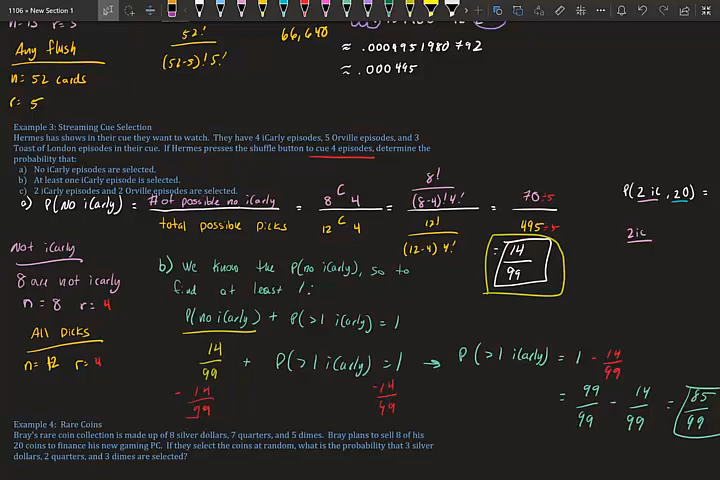 1106 • New Section 1
n=13 r=5
Any flush
n= 52 cards
r= 5
52!
(52-5)! 5!
66,640
≈ .0004951980792
≈ .000495
Example 3: Streaming Cue Selection
Hermes has shows in their cue they want to watch. They have 4 iCarly episodes, 5 Orville episodes, and 3
Toast of London episodes in their cue. If Hermes presses the shuffle button to cue 4 episodes, determine the
probability that:
a) No iCarly episodes are selected.
b) At least one iCarly episode is selected.
c) 2 iCarly episodes and 2 Orville episodes are selected.
a) P(No iCarly) = # of possible no icarly / total possible picks = 8 C 4 / 12 C 4 = 8! / (8-4)! 4! / 12! / (12-4) 4! = 70 ÷5 / 495 ÷5
= 14 / 99
P(2 ic, 20) =
2ic
Not iCarly
8 are not icarly
n= 8 r= 4
All Picks
n= 12 r= 4
b) We know the P(no iCarly), so to
find at least 1:
P(no iCarly) + P(>1 iCarly) = 1
14/99 + P(>1 iCarly) = 1 → P(>1 iCarly) = 1 - 14/99
-14/99 -14/99
= 99/99 - 14/99 = 85/99
Example 4: Rare Coins
Bray's rare coin collection is made up of 8 silver dollars, 7 quarters, and 5 dimes. Bray plans to sell 8 of his
20 coins to finance his new gaming PC. If they select the coins at random, what is the probability that 3 silver
dollars, 2 quarters, and 3 dimes are selected?